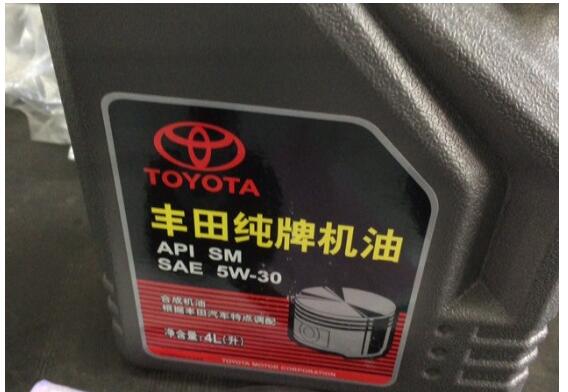 TOYOTA
丰田纯牌机油
API SM
SAE 5W-30
合成机油
根据丰田汽车特点调配
净含量:4L(升)
TOYOTA MOTOR CORPORATION